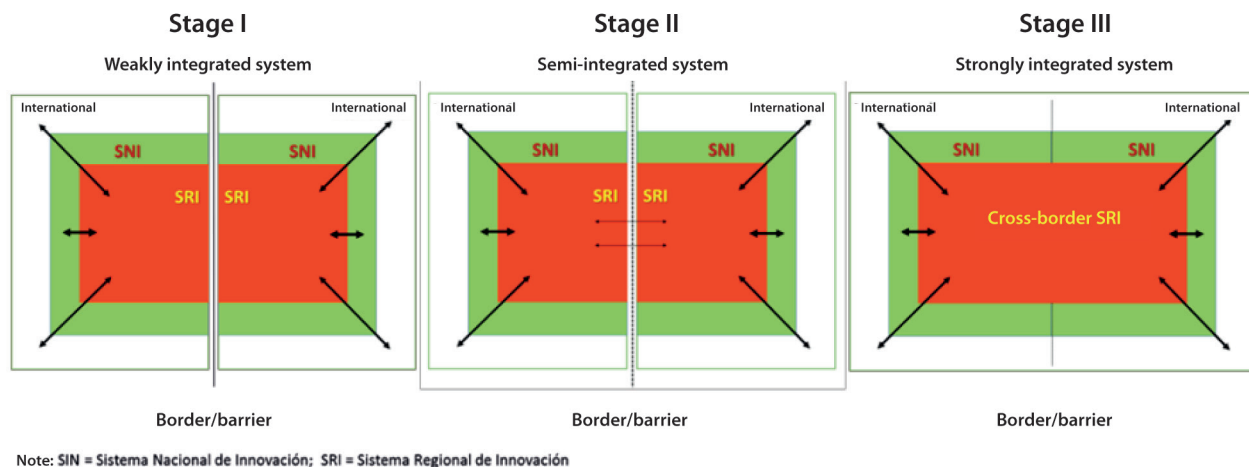 Stage I
Weakly integrated system
International
International
SNI
SNI
SRI
SRI
Border/barrier
Stage II
Semi-integrated system
International
International
SNI
SNI
SRI
SRI
Border/barrier
Stage III
Strongly integrated system
International
International
SNI
SNI
Cross-border SRI
Border/barrier
Note: SIN = Sistema Nacional de Innovación; SRI = Sistema Regional de Innovación